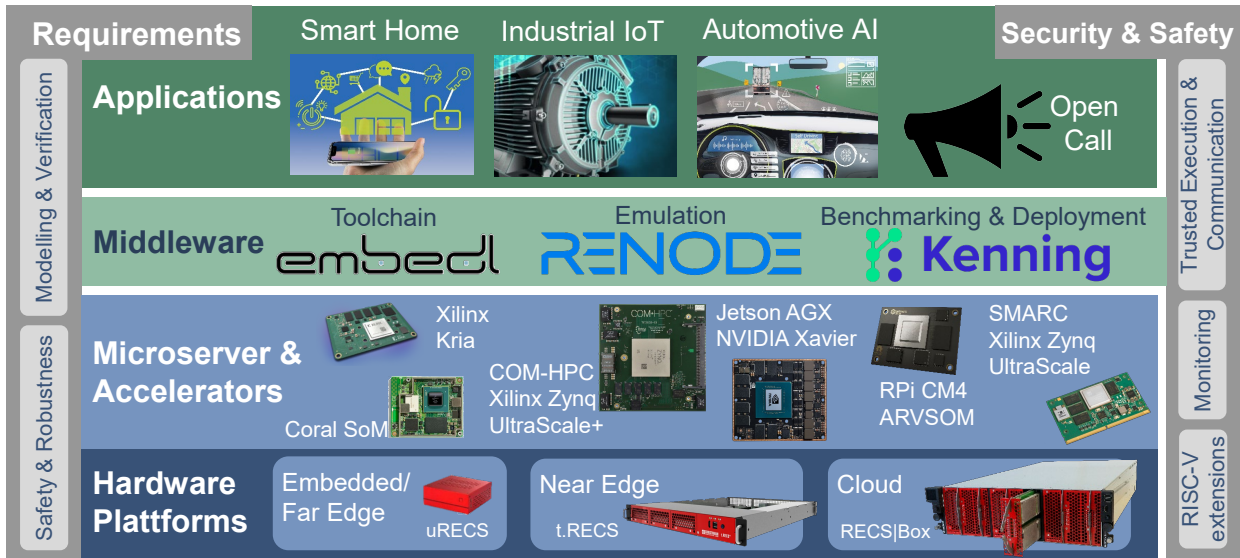 Requirements
Security & Safety
Modelling & Verification
Safety & Robustness
Applications
Smart Home
Industrial IoT
Automotive AI
Open
Call
Middleware
Toolchain
embedl
Emulation
RENODE
Benchmarking & Deployment
Kenning
Microserver &
Accelerators
Xilinx
Kria
Coral SoM
COM-HPC
Xilinx Zynq
UltraScale+
COM•HPC
Jetson AGX
NVIDIA Xavier
RPi CM4
ARVSOM
SMARC
Xilinx Zynq
UltraScale
Hardware
Plattforms
Embedded/
Far Edge
uRECS
Near Edge
t.RECS
Cloud
RECS|Box
Trusted Execution &
Communication
Monitoring
RISC-V
extensions